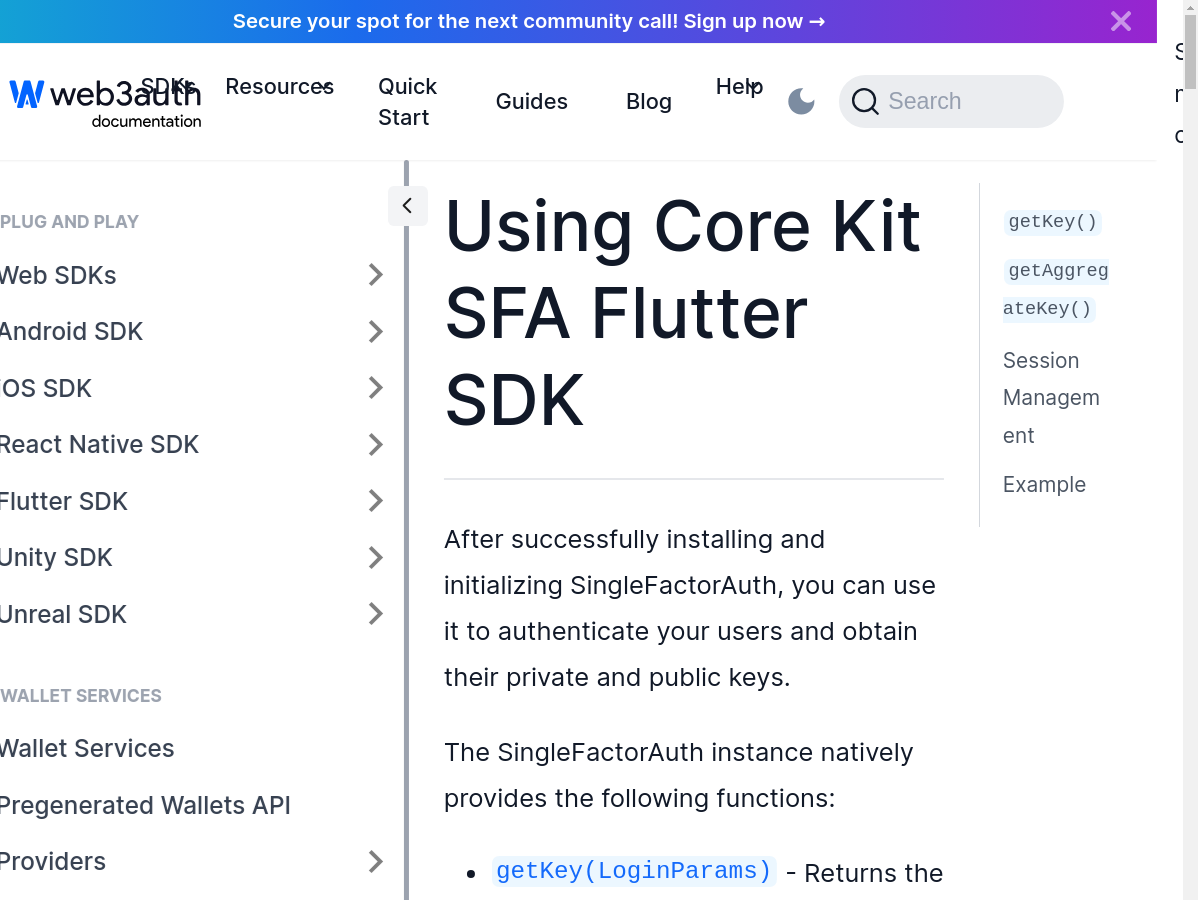 Secure your spot for the next community call! Sign up now →
web3auth
documentation
SDKs
Resources
Quick
Start
Guides
Blog
Help
Search
PLUG AND PLAY
Web SDKs
Android SDK
iOS SDK
React Native SDK
Flutter SDK
Unity SDK
Unreal SDK
WALLET SERVICES
Wallet Services
Pregenerated Wallets API
Providers
Using Core Kit
SFA Flutter
SDK
After successfully installing and
initializing SingleFactorAuth, you can use
it to authenticate your users and obtain
their private and public keys.
The SingleFactorAuth instance natively
provides the following functions:
• getKey(LoginParams) - Returns the
getKey()
getAggreg
ateKey()
Session
Managem
ent
Example